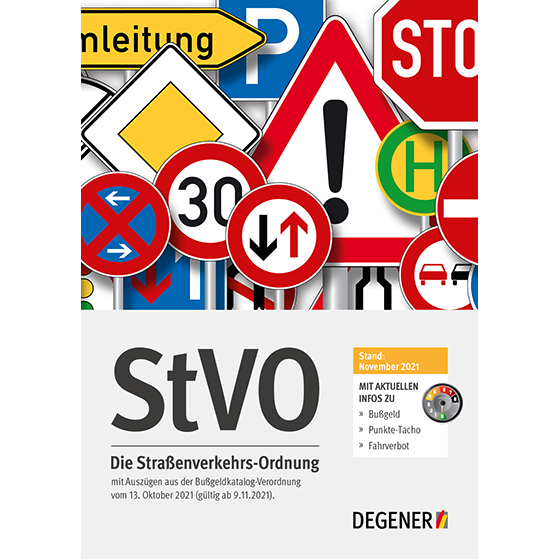 mleitung
P
STO
H
30
StVO
Die Straßenverkehrs-Ordnung
mit Auszügen aus der Bußgeldkatalog-Verordnung
vom 13. Oktober 2021 (gültig ab 9.11.2021).
Stand:
November 2021
MIT AKTUELLEN
INFOS ZU
» Bußgeld
» Punkte-Tacho
» Fahrverbot
DEGENER